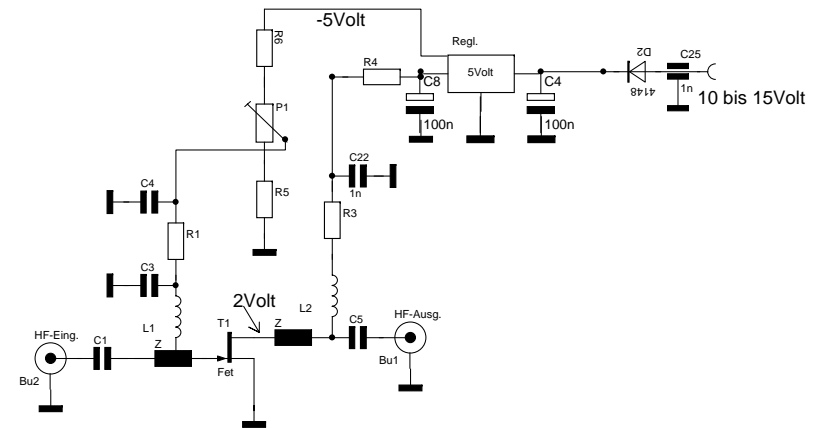 -5Volt
R6
Regl.
D2
C25
R4
5Volt
C8
C4
4148
1n
10 bis 15Volt
P1
100n
100n
C22
C4
1n
R5
R3
R1
C3
2Volt
L2
L1
T1
HF-Eing.
C1
Z
Z
C5
HF-Ausg.
Bu2
Fet
Bu1